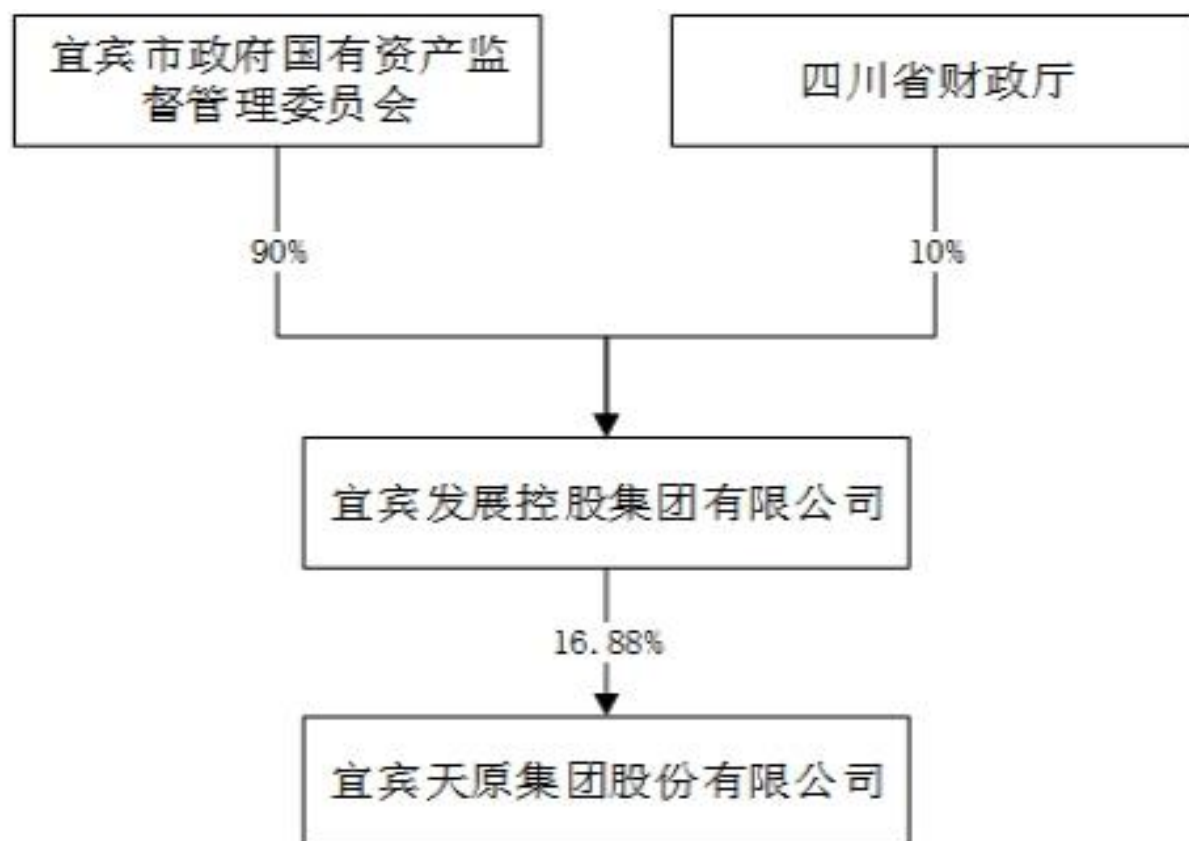 宜宾市政府国有资产监
督管理委员会
四川省财政厅
90%
10%
宜宾发展控股集团有限公司
16.88%
宜宾天原集团股份有限公司